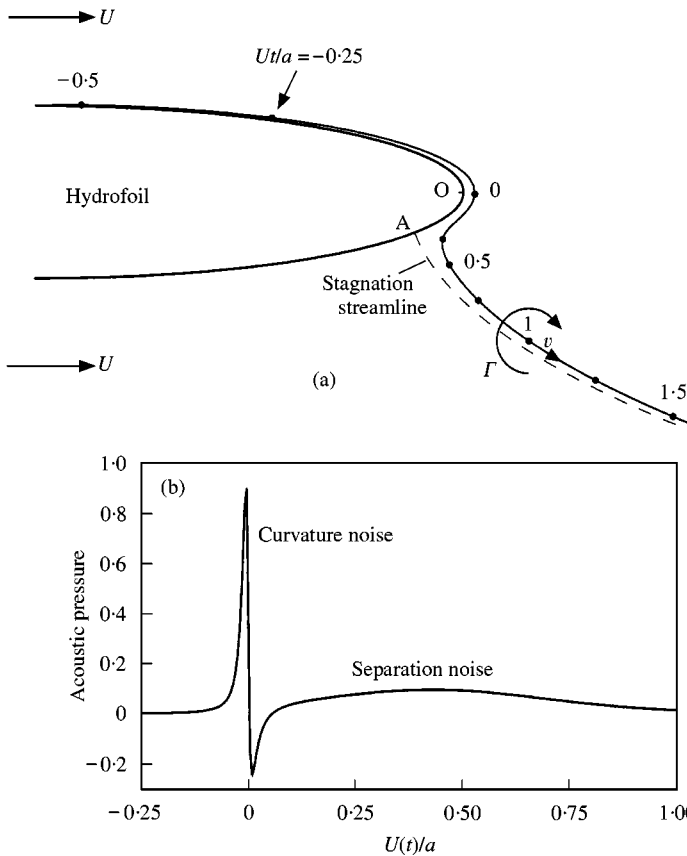 U
Ut/a = −0·25
−0·5
Hydrofoil
O
0
A
0·5
Stagnation
streamline
1
v
Γ
U
(a)
1·5
1·0
(b)
0·8
Curvature noise
0·6
Acoustic pressure
0·4
0·2
Separation noise
0
−0·2
−0·25
0
0·25
0·50
0·75
U(t)/a